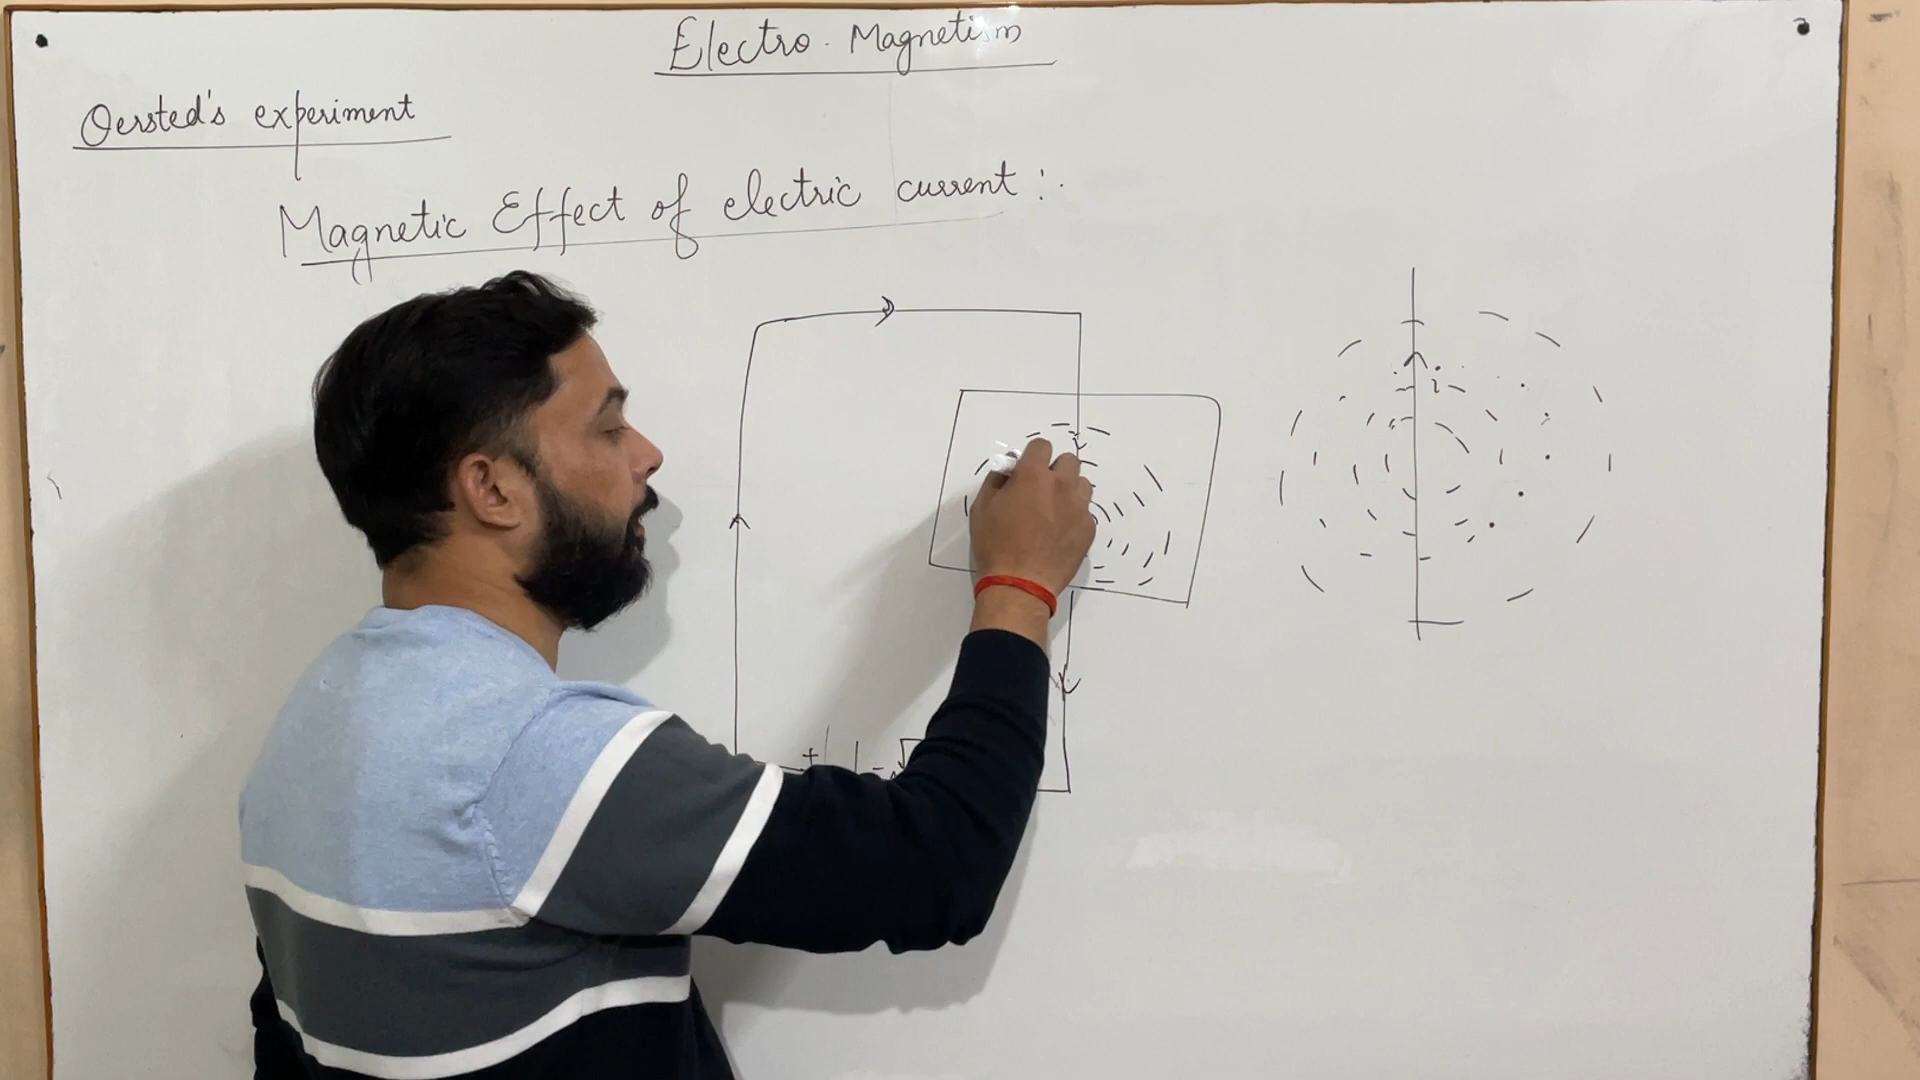 Electro. Magnetism
Oersted's experiment
Magnetic Effect of electric current :.
i
+ -